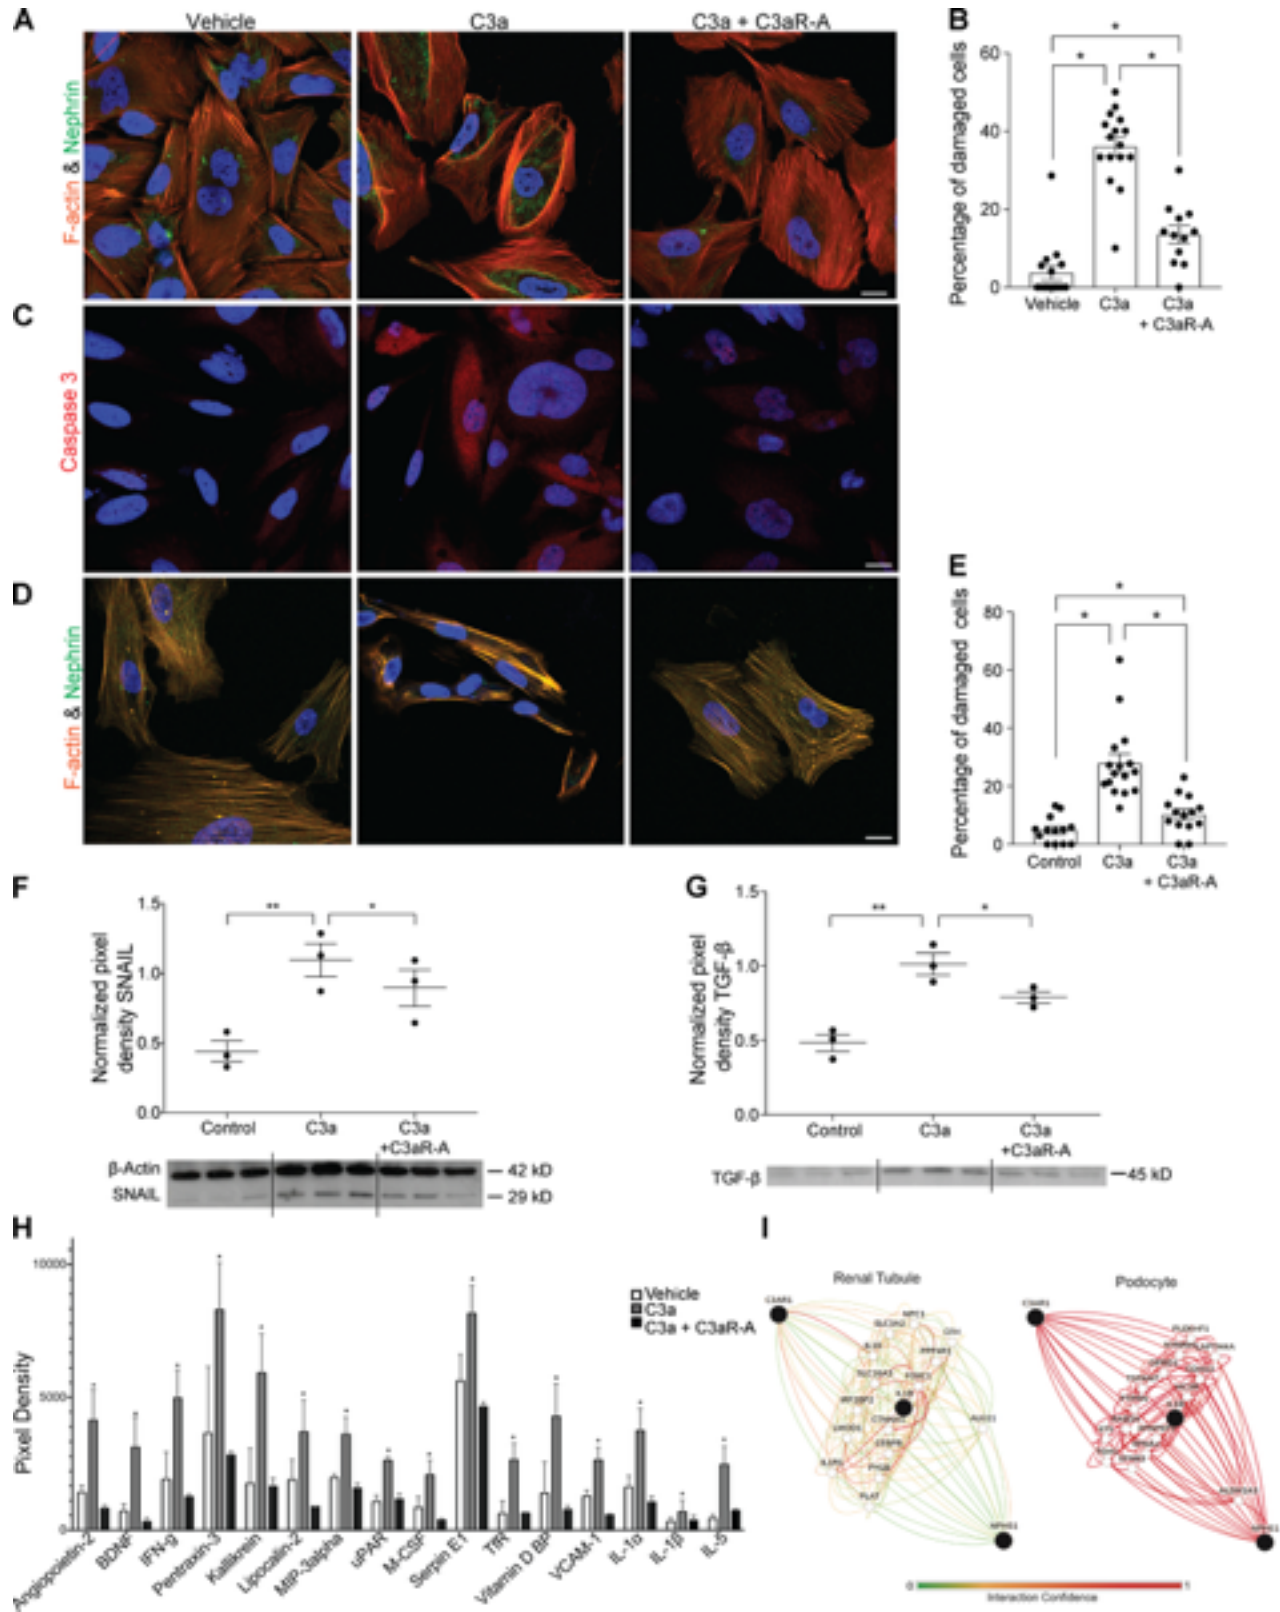 A
Vehicle
C3a
C3a + C3aR-A
F-actin & Nephrin
B
Percentage of damaged cells
60
40
20
0
*
*
*
Vehicle
C3a
C3a
+ C3aR-A
C
Caspase 3
D
F-actin & Nephrin
E
Percentage of damaged cells
80
60
40
20
0
*
*
*
Control
C3a
C3a
+ C3aR-A
F
Normalized pixel
density SNAIL
1.5
1.0
0.5
0.0
**
*
Control
C3a
C3a
+C3aR-A
β-Actin
42 kD
SNAIL
29 kD
G
Normalized pixel
density TGF-β
1.5
1.0
0.5
0.0
**
*
Control
C3a
C3a
+C3aR-A
TGF-β
45 kD
H
Pixel Density
10000
5000
0
Vehicle
C3a
C3a + C3aR-A
Angiopoietin-2
BDNF
IFN-g
Pentraxin-3
Kallikrein
Lipocalin-2
MIP-3alpha
uPAR
M-CSF
Serpin E1
TfR
Vitamin D BP
VCAM-1
IL-1α
IL-1β
IL-5
I
Renal Tubule
Podocyte
C3AR1
C3AR1
PLAT
NPHS1
NPHS1
0
1
Interaction Confidence